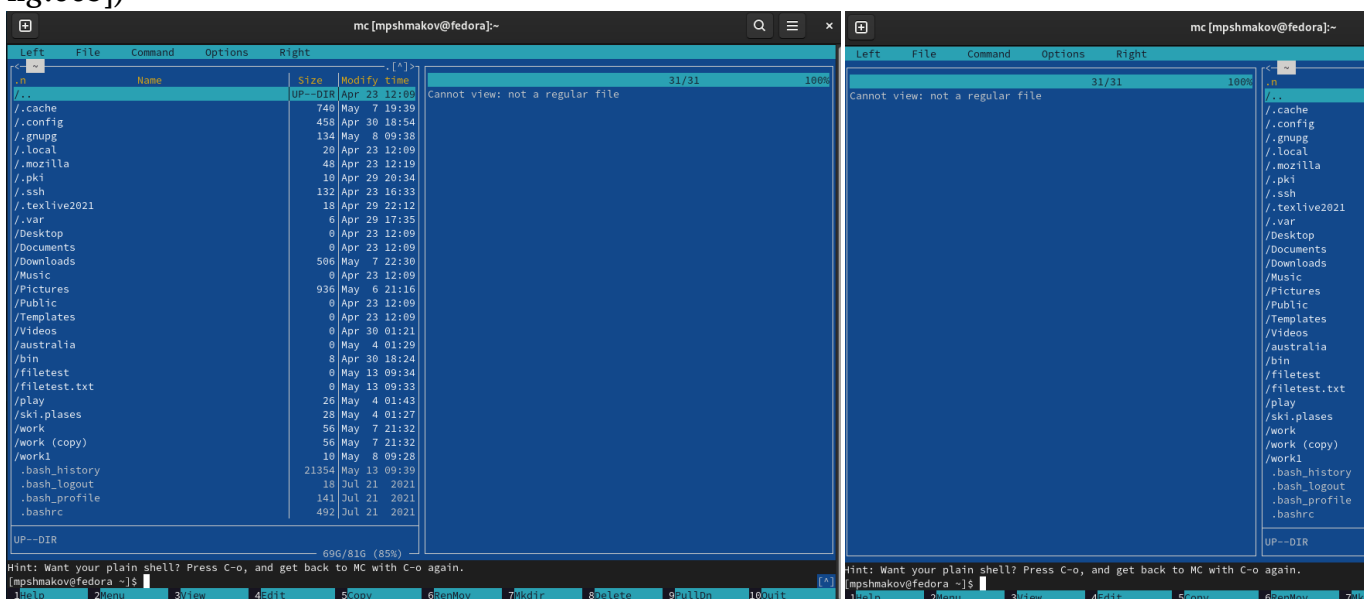 mc [mpshmakov@fedora]:~ ×
Left File Command Options Right
<- ~ .[^]>
.n Name Size Modify time 31/31 100%
/.. UP--DIR Apr 23 12:09 Cannot view: not a regular file
/.cache 740 May 7 19:39
/.config 458 Apr 30 18:54
/.gnupg 134 May 8 09:38
/.local 20 Apr 23 12:09
/.mozilla 48 Apr 23 12:19
/.pki 10 Apr 29 20:34
/.ssh 132 Apr 23 16:33
/.texlive2021 18 Apr 29 22:12
/.var 6 Apr 29 17:35
/Desktop 0 Apr 23 12:09
/Documents 0 Apr 23 12:09
/Downloads 506 May 7 22:30
/Music 0 Apr 23 12:09
/Pictures 936 May 6 21:16
/Public 0 Apr 23 12:09
/Templates 0 Apr 23 12:09
/Videos 0 Apr 30 01:21
/australia 0 May 4 01:29
/bin 8 Apr 30 18:24
/filetest 0 May 13 09:34
/filetest.txt 0 May 13 09:33
/play 26 May 4 01:43
/ski.plases 28 May 4 01:27
/work 56 May 7 21:32
/work (copy) 56 May 7 21:32
/work1 10 May 8 09:28
.bash_history 21354 May 13 09:39
.bash_logout 18 Jul 21 2021
.bash_profile 141 Jul 21 2021
.bashrc 492 Jul 21 2021
UP--DIR
69G/81G (85%)
Hint: Want your plain shell? Press C-o, and get back to MC with C-o again.
[mpshmakov@fedora ~]$ [^]
1Help 2Menu 3View 4Edit 5Copy 6RenMov 7Mkdir 8Delete 9PullDn 10Quit
mc [mpshmakov@fedora]:~
Left File Command Options Right
<- ~
31/31 100% .n
Cannot view: not a regular file /..
/.cache
/.config
/.gnupg
/.local
/.mozilla
/.pki
/.ssh
/.texlive2021
/.var
/Desktop
/Documents
/Downloads
/Music
/Pictures
/Public
/Templates
/Videos
/australia
/bin
/filetest
/filetest.txt
/play
/ski.plases
/work
/work (copy)
/work1
.bash_history
.bash_logout
.bash_profile
.bashrc
UP--DIR
Hint: Want your plain shell? Press C-o, and get back to MC with C-o again.
[mpshmakov@fedora ~]$
1Help 2Menu 3View 4Edit 5Copy 6RenMov